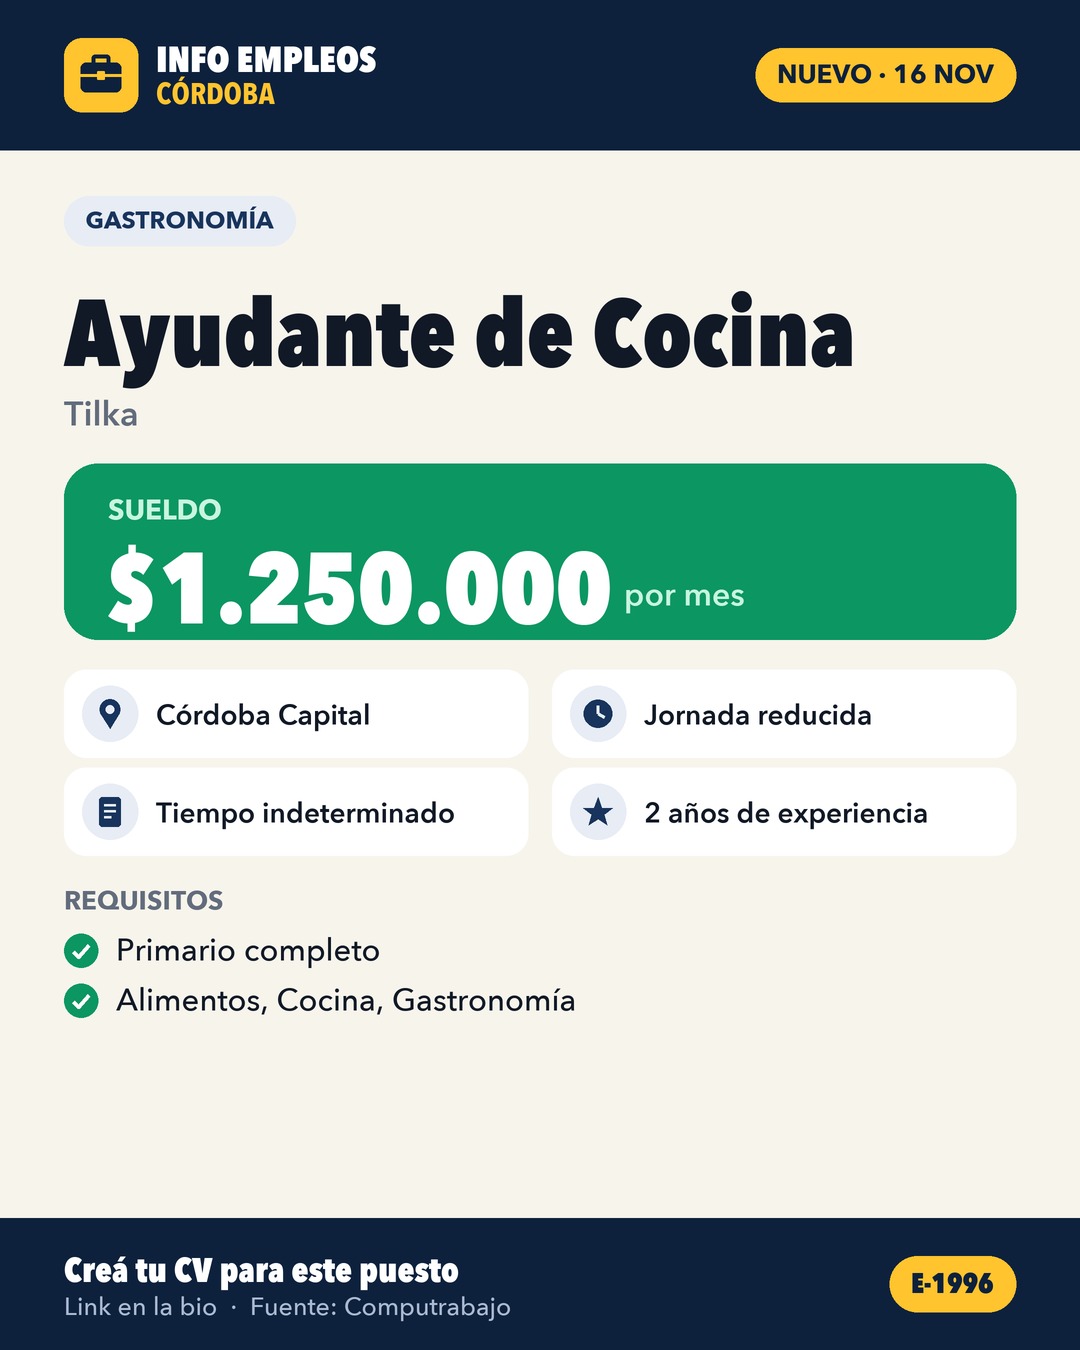 INFO EMPLEOS
CÓRDOBA
NUEVO · 16 NOV
GASTRONOMÍA
Ayudante de Cocina
Tilka
SUELDO
$1.250.000 por mes
Córdoba Capital
Jornada reducida
Tiempo indeterminado
2 años de experiencia
REQUISITOS
Primario completo
Alimentos, Cocina, Gastronomía
Creá tu CV para este puesto
Link en la bio · Fuente: Computrabajo
E-1996